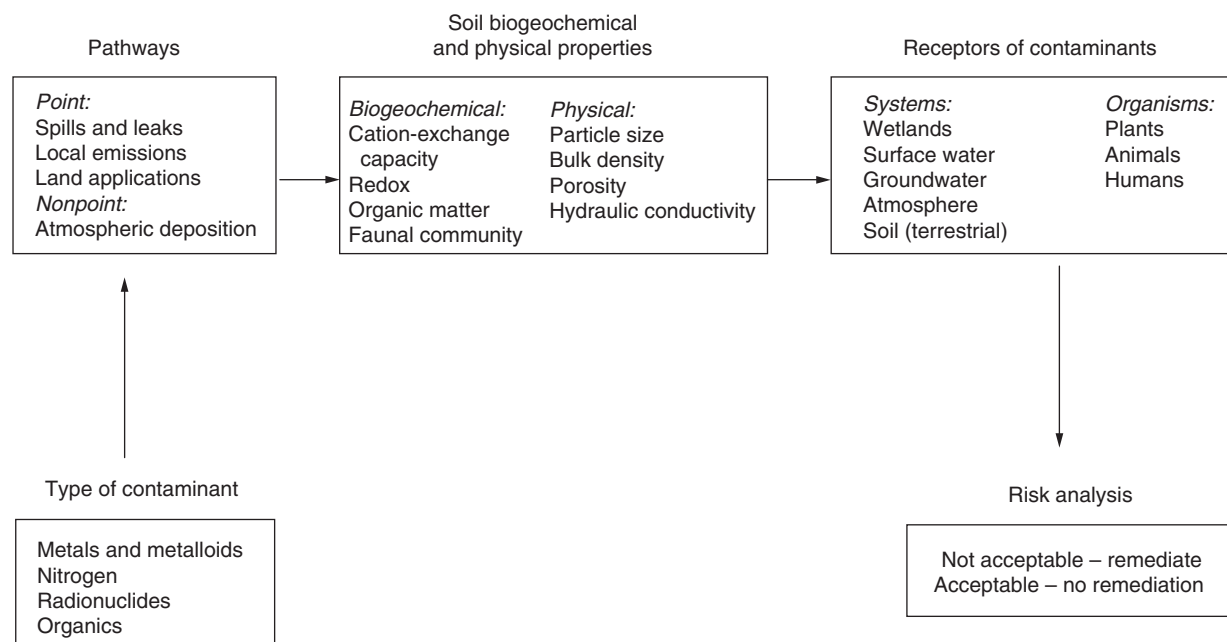 Pathways
Point:
Spills and leaks
Local emissions
Land applications
Nonpoint:
Atmospheric deposition
Soil biogeochemical
and physical properties
Biogeochemical:
Cation-exchange
capacity
Redox
Organic matter
Faunal community
Physical:
Particle size
Bulk density
Porosity
Hydraulic conductivity
Receptors of contaminants
Systems:
Wetlands
Surface water
Groundwater
Atmosphere
Soil (terrestrial)
Organisms:
Plants
Animals
Humans
Type of contaminant
Metals and metalloids
Nitrogen
Radionuclides
Organics
Risk analysis
Not acceptable – remediate
Acceptable – no remediation